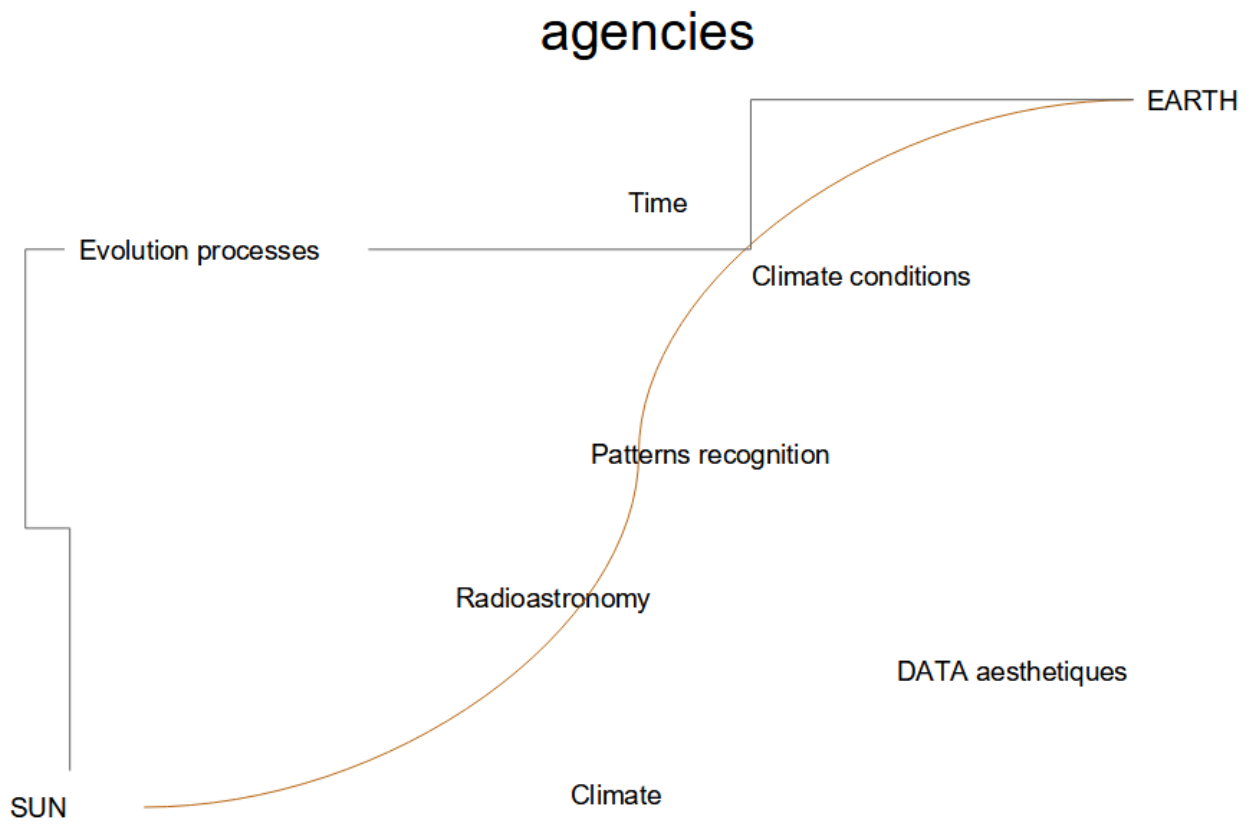 agencies
EARTH
Time
Evolution processes
Climate conditions
Patterns recognition
Radioastronomy
DATA aesthetiques
Climate
SUN